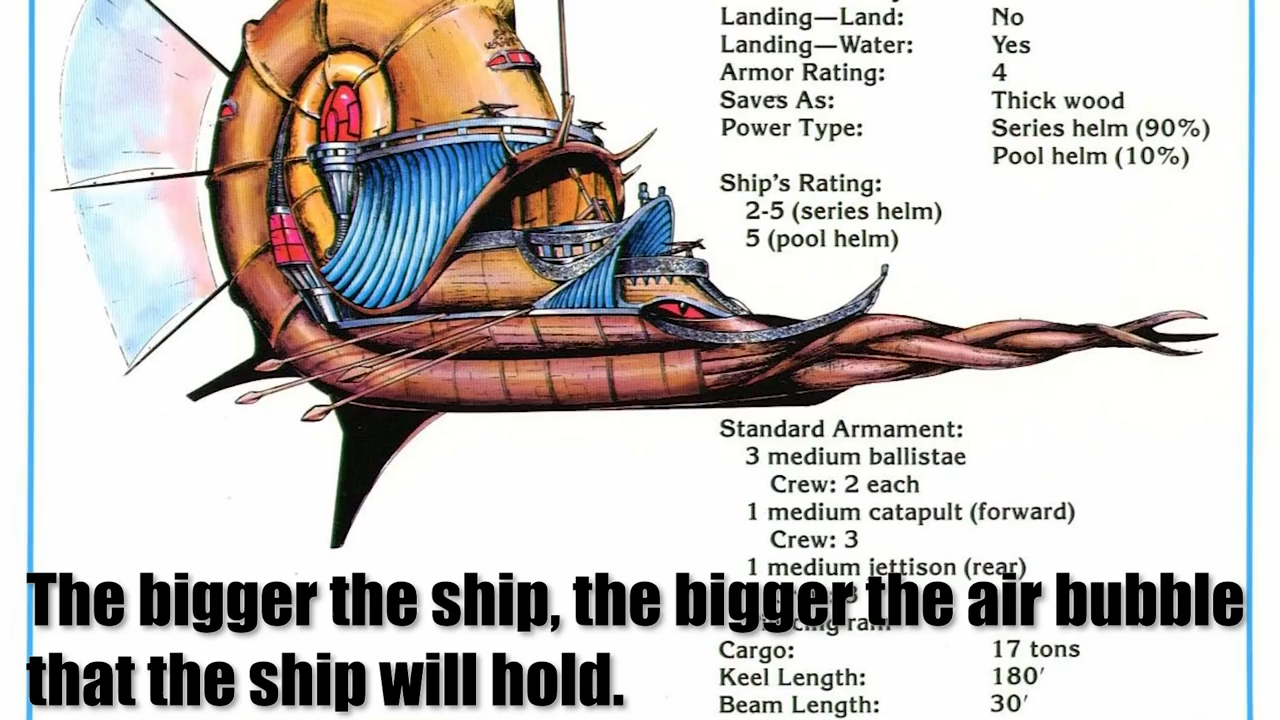 Landing—Land: No
Landing—Water: Yes
Armor Rating: 4
Saves As: Thick wood
Power Type: Series helm (90%)
Pool helm (10%)
Ship's Rating:
2-5 (series helm)
5 (pool helm)
Standard Armament:
3 medium ballistae
Crew: 2 each
1 medium catapult (forward)
Crew: 3
1 medium jettison (rear)
The bigger the ship, the bigger the air bubble
that the ship will hold.
Cargo: 17 tons
Keel Length: 180′
Beam Length: 30′